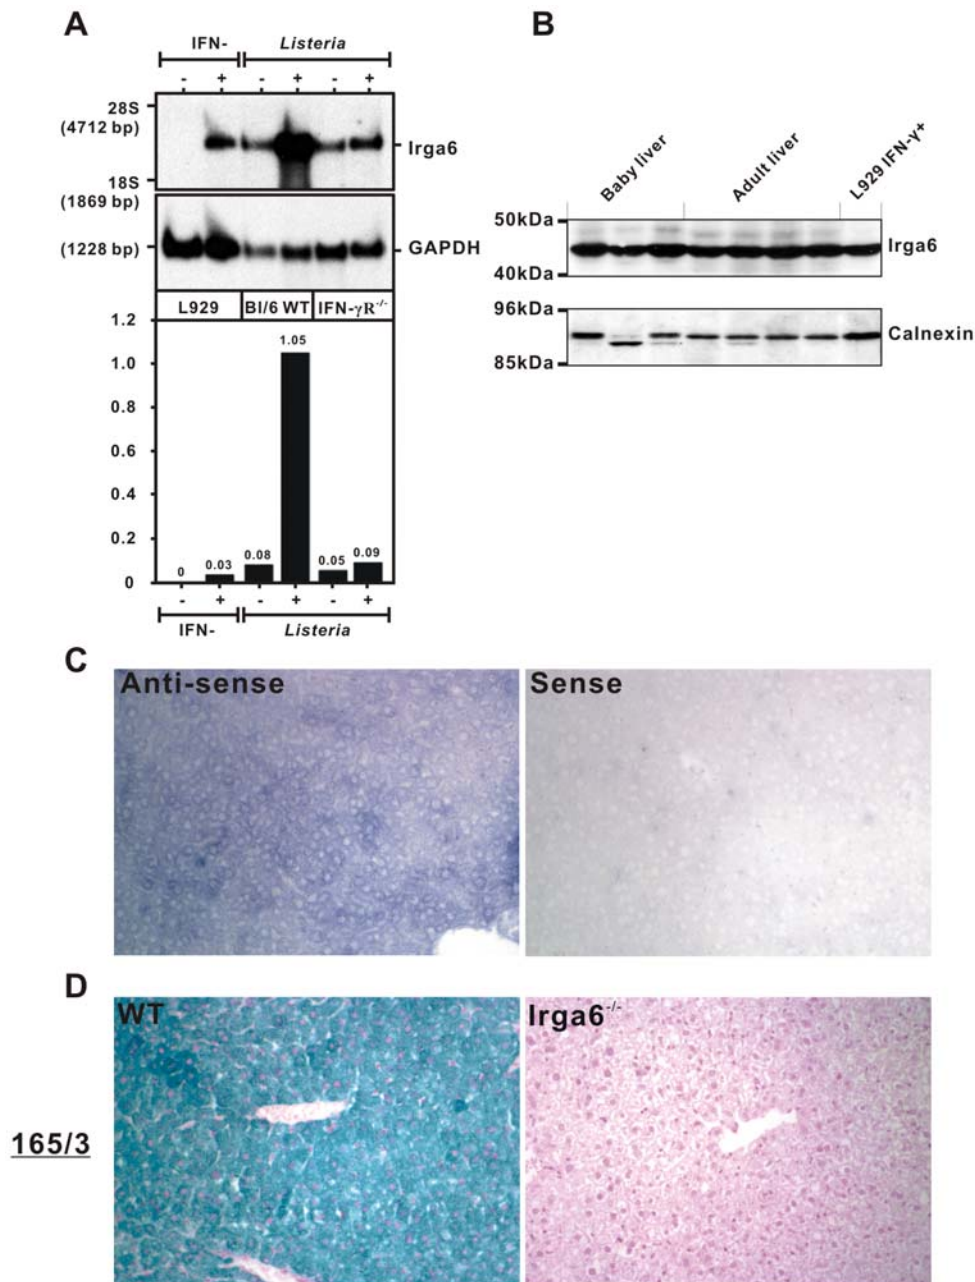 A
IFN- Listeria
- + - + - +
28S
(4712 bp)
Irga6
18S
(1869 bp)
(1228 bp)
GAPDH
L929 Bl/6 WT IFN-γR-/-
1.2
1.0
0.8
0.6
0.4
0.2
0
0 0.03 0.08 1.05 0.05 0.09
- + - + - +
IFN- Listeria
B
Baby liver Adult liver L929 IFN-γ+
50kDa
Irga6
40kDa
96kDa
Calnexin
85kDa
C
Anti-sense Sense
D
WT Irga6-/-
165/3